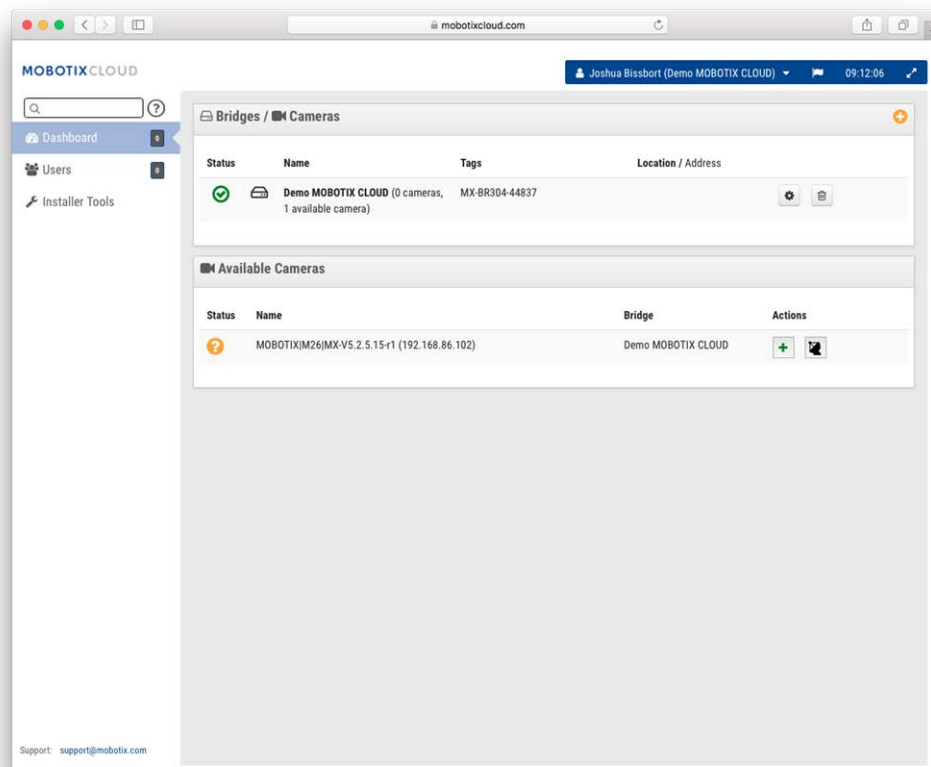 mobotixcloud.com
MOBOTIXCLOUD
Joshua Bissbort (Demo MOBOTIX CLOUD)
09:12:06
Bridges / Cameras
Dashboard
0
Status
Name
Tags
Location / Address
Users
0
Demo MOBOTIX CLOUD (0 cameras,
1 available camera)
MX-BR304-44837
Installer Tools
Available Cameras
Status
Name
Bridge
Actions
MOBOTIX|M26|MX-V5.2.5.15-r1 (192.168.86.102)
Demo MOBOTIX CLOUD
Support: support@mobotix.com